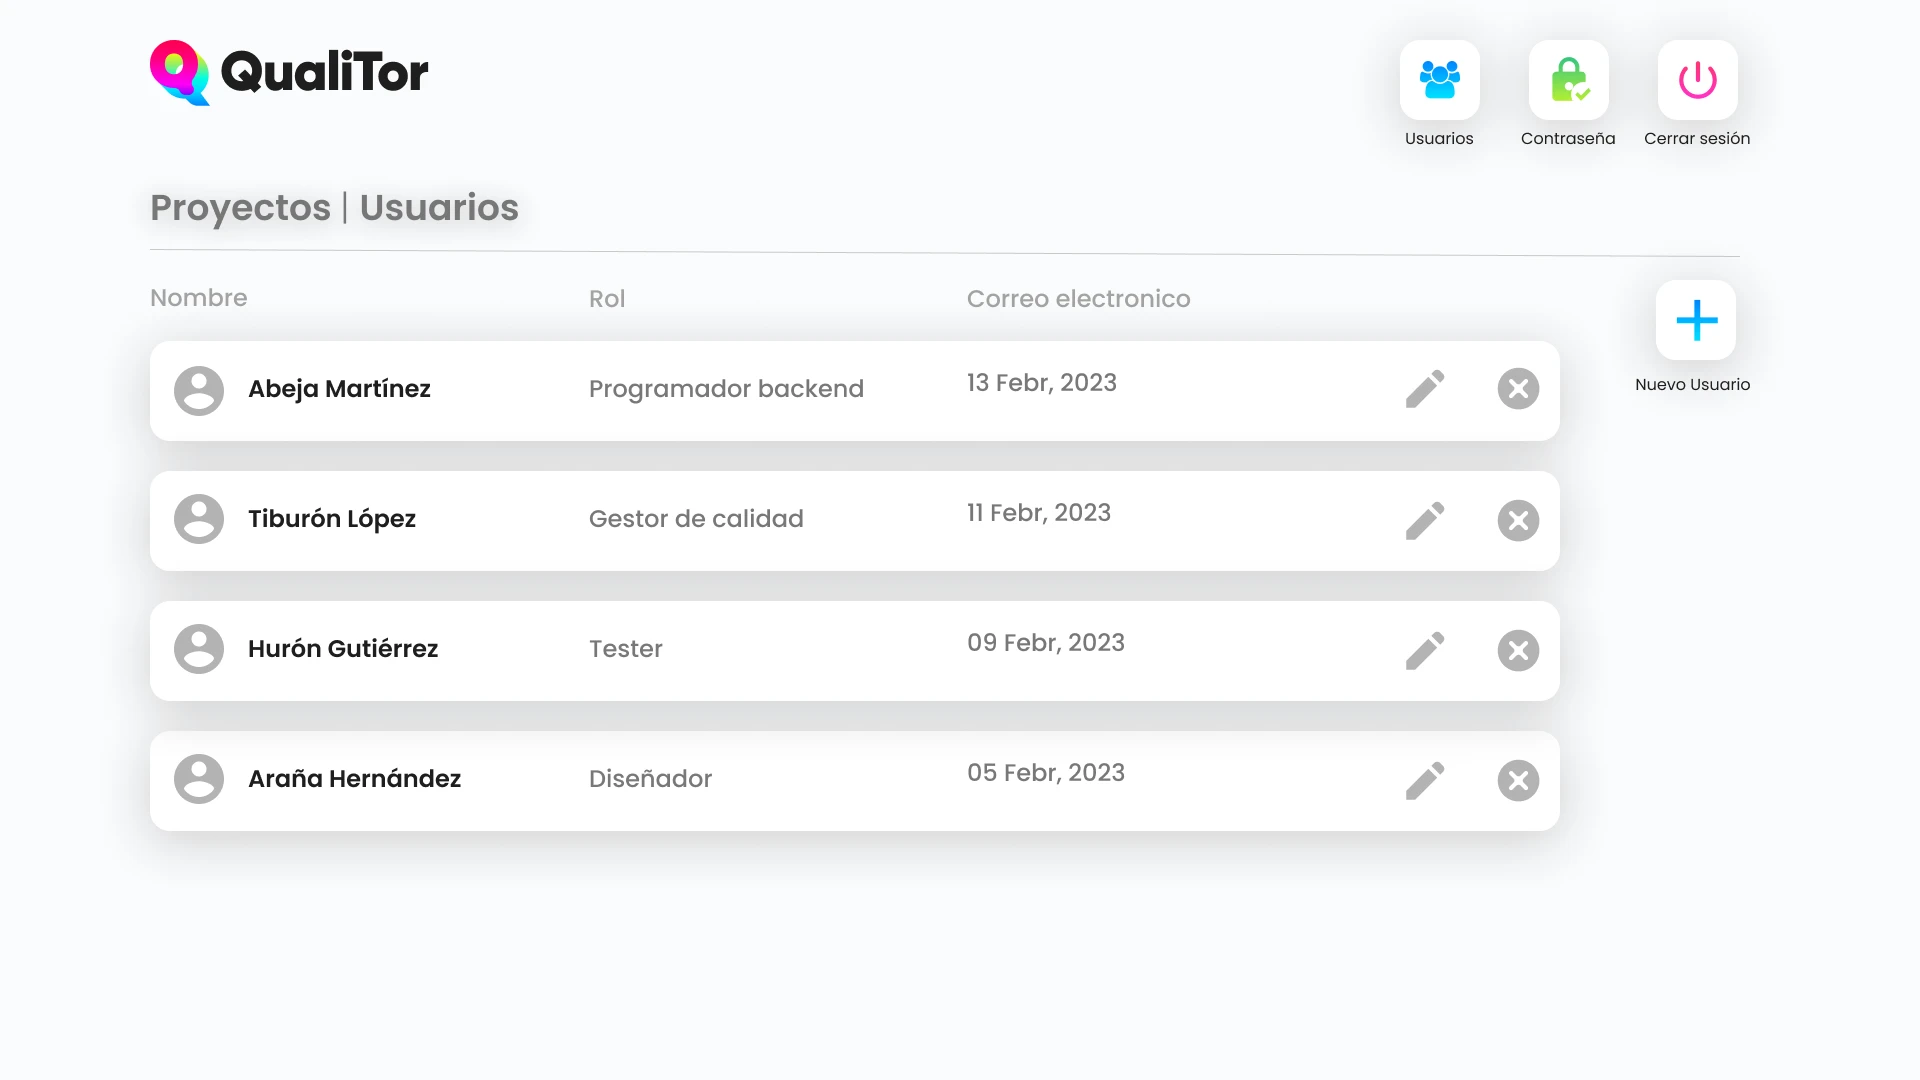 QualiTor
Usuarios
Contraseña
Cerrar sesión
Proyectos | Usuarios
Nombre
Rol
Correo electronico
Nuevo Usuario
Abeja Martínez
Programador backend
13 Febr, 2023
Tiburón López
Gestor de calidad
11 Febr, 2023
Hurón Gutiérrez
Tester
09 Febr, 2023
Araña Hernández
Diseñador
05 Febr, 2023